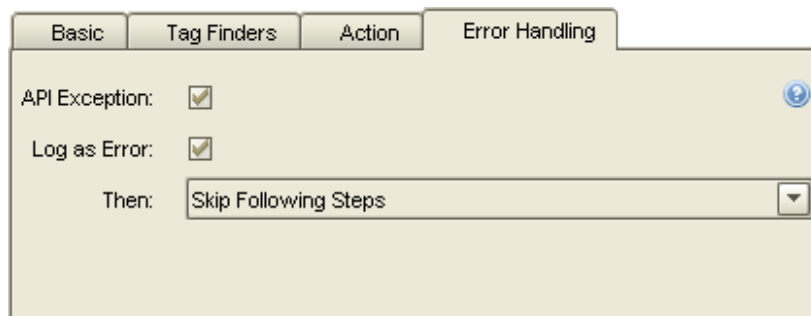 Basic
Tag Finders
Action
Error Handling
API Exception:
Log as Error:
Then:
Skip Following Steps